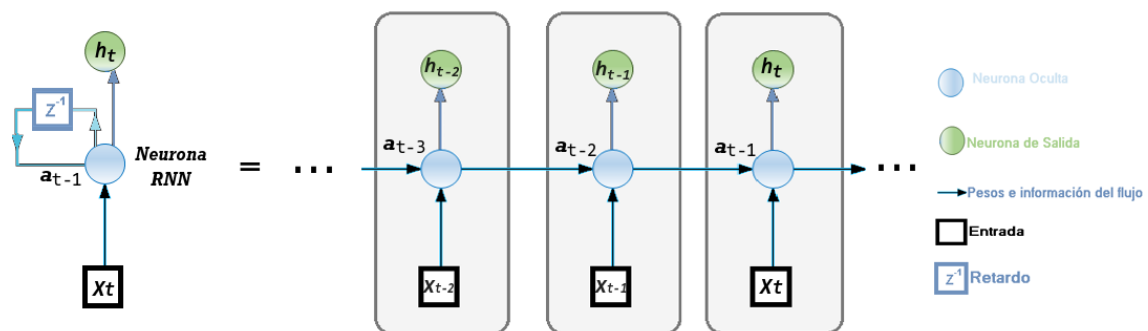 h_t
Z^-1
a_t-1
Neurona
RNN
X_t
=
...
h_t-2
a_t-3
X_t-2
h_t-1
a_t-2
X_t-1
h_t
a_t-1
X_t
...
Neurona Oculta
Neurona de Salida
Pesos e información del flujo
Entrada
Z^-1 Retardo